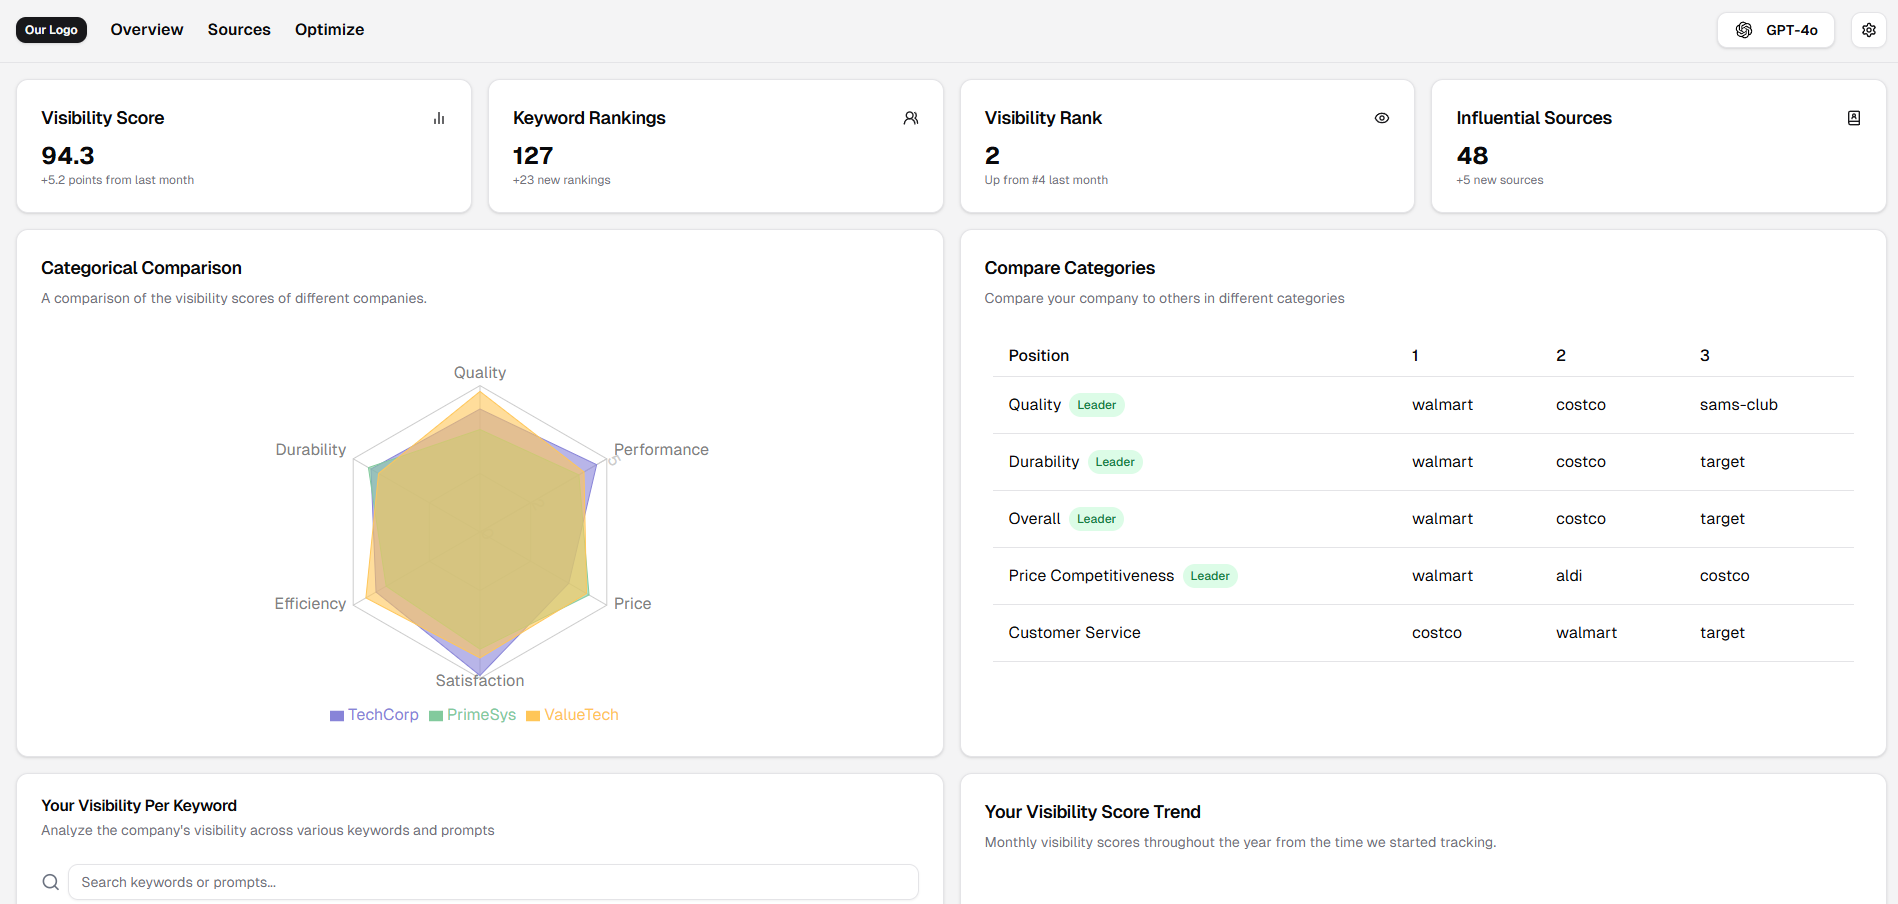 Our Logo Overview Sources Optimize GPT-4o
Visibility Score
94.3
+5.2 points from last month
Keyword Rankings
127
+23 new rankings
Visibility Rank
2
Up from #4 last month
Influential Sources
48
+5 new sources
Categorical Comparison
A comparison of the visibility scores of different companies.
Quality
Durability
Performance
5
Efficiency
Price
Satisfaction
TechCorp PrimeSys ValueTech
Compare Categories
Compare your company to others in different categories
Position 1 2 3
Quality Leader walmart costco sams-club
Durability Leader walmart costco target
Overall Leader walmart costco target
Price Competitiveness Leader walmart aldi costco
Customer Service costco walmart target
Your Visibility Per Keyword
Analyze the company's visibility across various keywords and prompts
Search keywords or prompts...
Your Visibility Score Trend
Monthly visibility scores throughout the year from the time we started tracking.